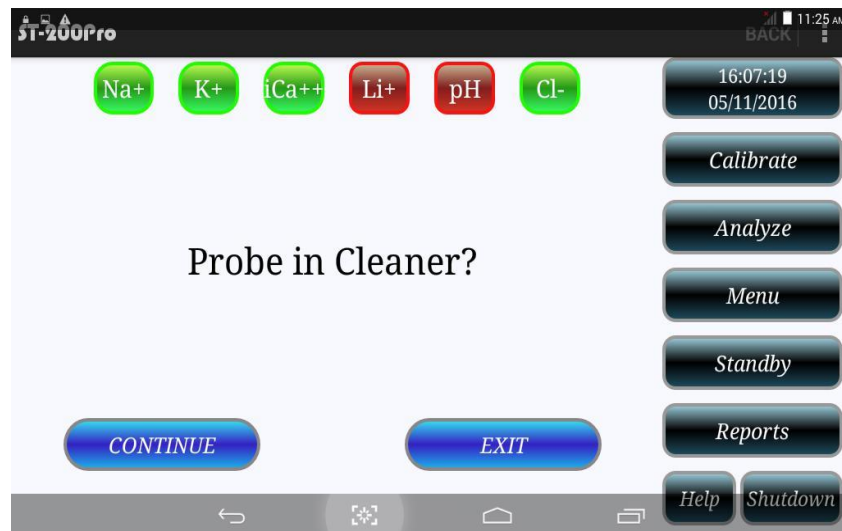 11:25 AM
ST-200Pro
BACK
Na+ K+ iCa++ Li+ pH Cl-
16:07:19
05/11/2016
Calibrate
Analyze
Probe in Cleaner?
Menu
Standby
Reports
CONTINUE EXIT
Help Shutdown